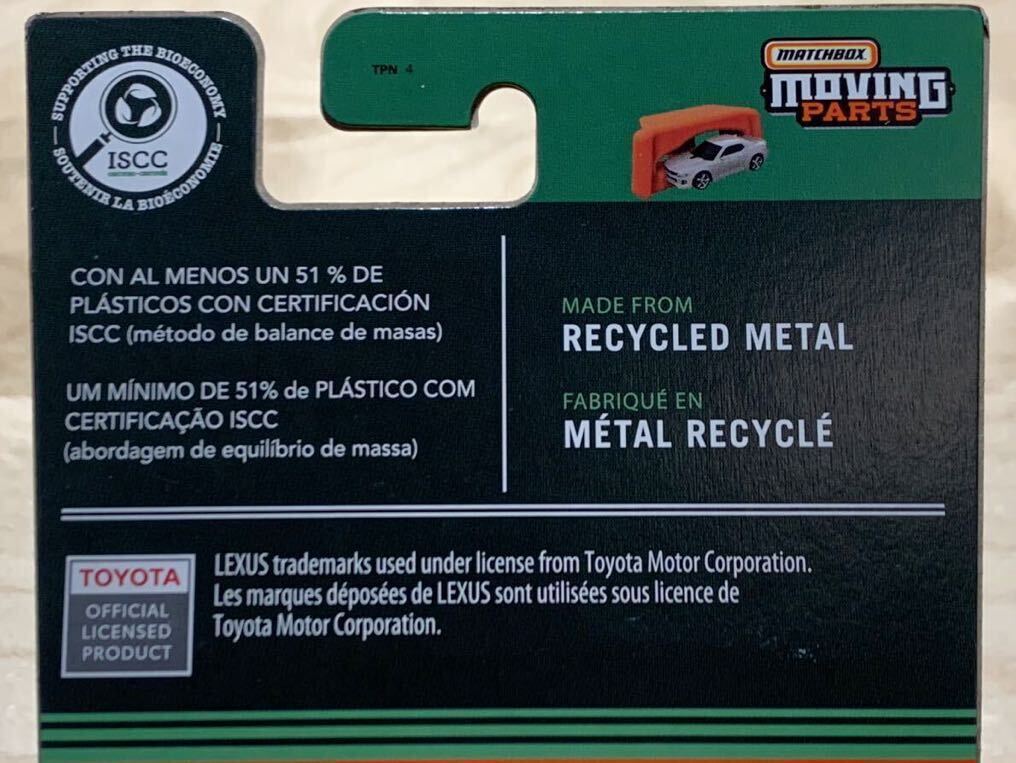 SUPPORTING THE BIOECONOMY
ISCC
SOUTENIR LA BIOÉCONOMIE
TPN 4
MATCHBOX
MOVING
PARTS
CON AL MENOS UN 51 % DE
PLÁSTICOS CON CERTIFICACIÓN
ISCC (método de balance de masas)
UM MÍNIMO DE 51% de PLÁSTICO COM
CERTIFICAÇÃO ISCC
(abordagem de equilíbrio de massa)
MADE FROM
RECYCLED METAL
FABRIQUÉ EN
MÉTAL RECYCLÉ
TOYOTA
OFFICIAL
LICENSED
PRODUCT
LEXUS trademarks used under license from Toyota Motor Corporation.
Les marques déposées de LEXUS sont utilisées sous licence de
Toyota Motor Corporation.